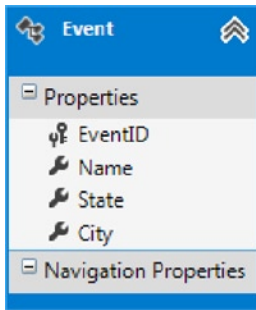 Event
Properties
EventID
Name
State
City
Navigation Properties